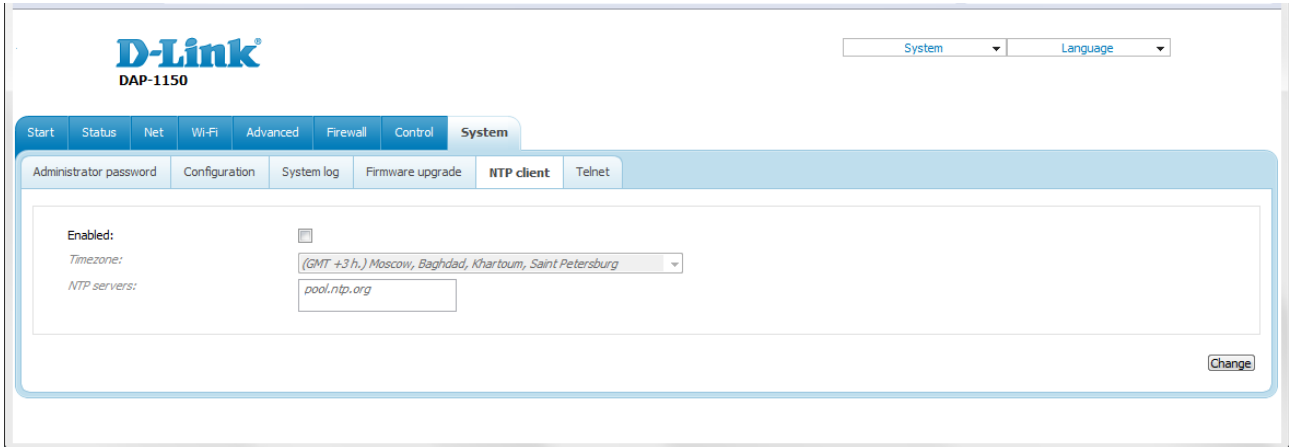 D-Link®
DAP-1150
System Language
Start Status Net Wi-Fi Advanced Firewall Control System
Administrator password Configuration System log Firmware upgrade NTP client Telnet
Enabled:
Timezone: (GMT +3 h.) Moscow, Baghdad, Khartoum, Saint Petersburg
NTP servers: pool.ntp.org
Change